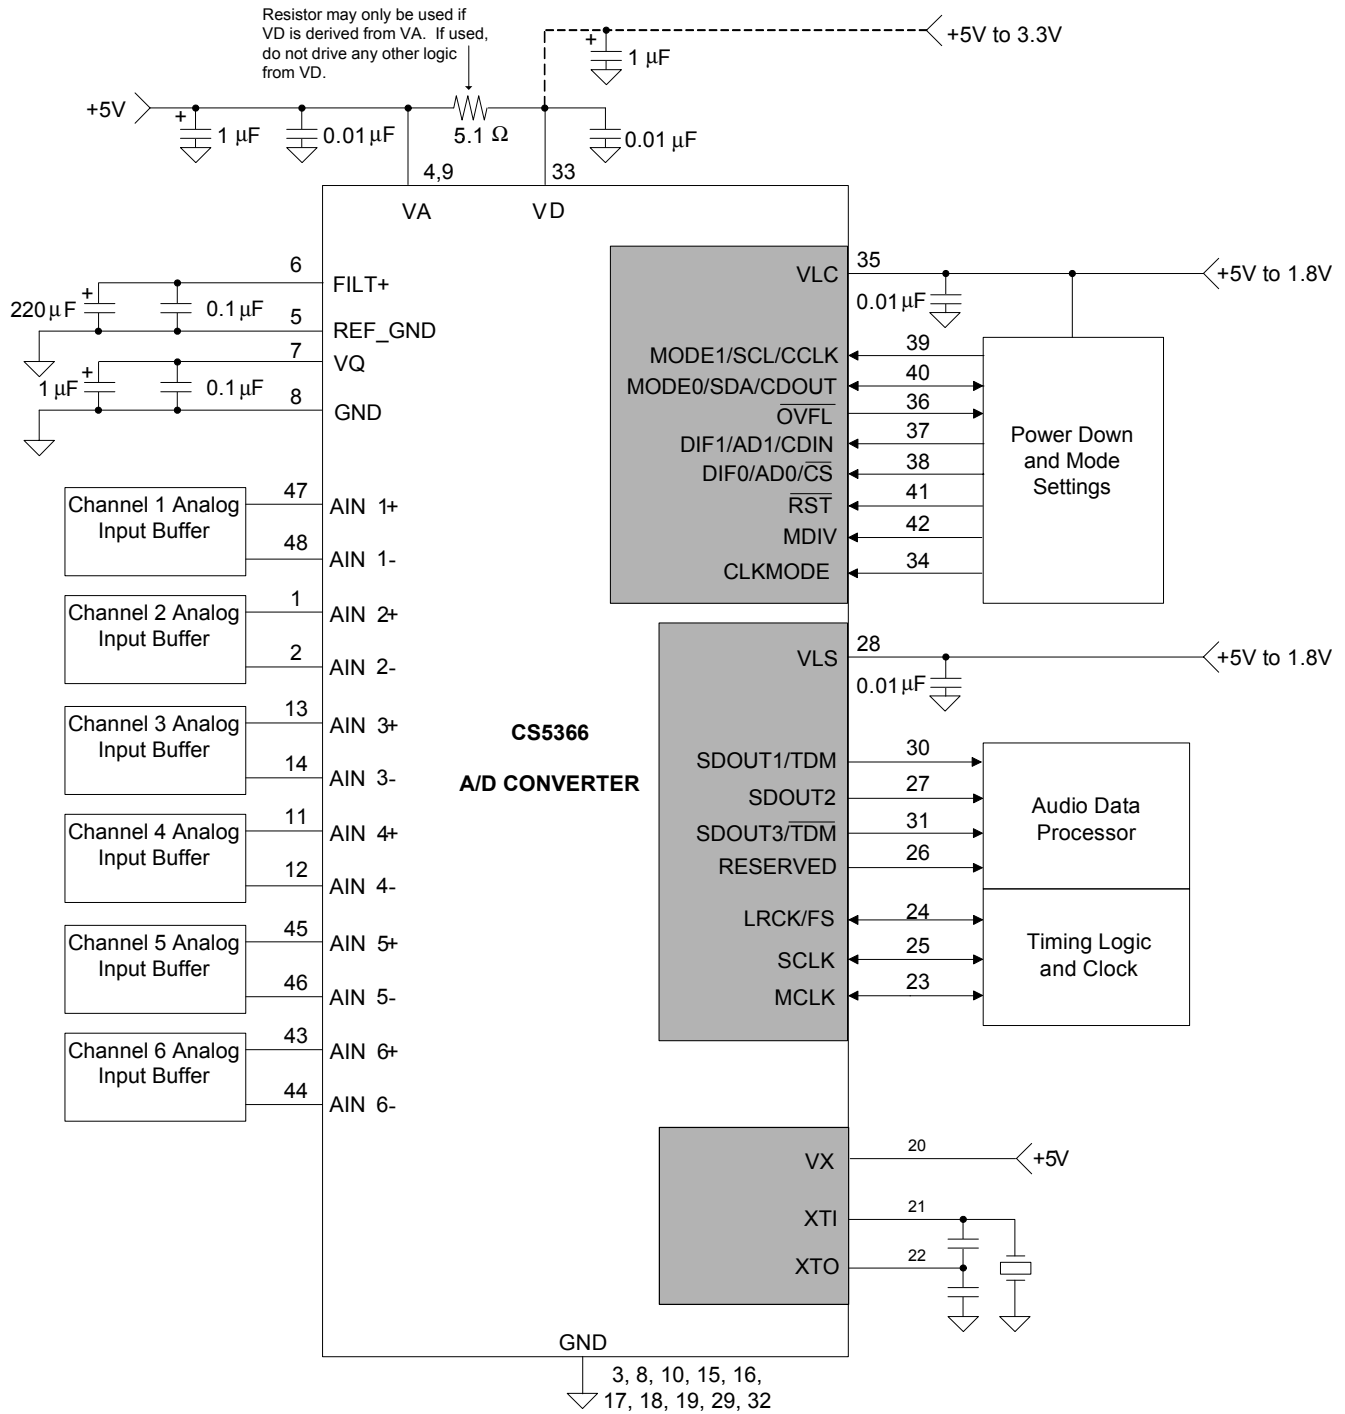 Resistor may only be used if
VD is derived from VA. If used,
do not drive any other logic
from VD.
+5V to 3.3V
+
1 µF
+5V
+
1 µF
0.01 µF
5.1 Ω
0.01 µF
4,9
33
VA
VD
6
FILT+
220 µF
+
0.1 µF
5
REF_GND
7
VQ
1 µF
+
0.1 µF
8
GND
VLC
35
+5V to 1.8V
0.01 µF
MODE1/SCL/CCLK
39
MODE0/SDA/CDOUT
40
O̅V̅F̅L̅
36
DIF1/AD1/CDIN
37
DIF0/AD0/C̅S̅
38
R̅S̅T̅
41
MDIV
42
CLKMODE
34
Power Down
and Mode
Settings
Channel 1 Analog
Input Buffer
47
AIN 1+
48
AIN 1-
Channel 2 Analog
Input Buffer
1
AIN 2+
2
AIN 2-
Channel 3 Analog
Input Buffer
13
AIN 3+
14
AIN 3-
Channel 4 Analog
Input Buffer
11
AIN 4+
12
AIN 4-
Channel 5 Analog
Input Buffer
45
AIN 5+
46
AIN 5-
Channel 6 Analog
Input Buffer
43
AIN 6+
44
AIN 6-
CS5366
A/D CONVERTER
VLS
28
+5V to 1.8V
0.01 µF
SDOUT1/TDM
30
SDOUT2
27
SDOUT3/T̅D̅M̅
31
RESERVED
26
Audio Data
Processor
LRCK/FS
24
SCLK
25
MCLK
23
Timing Logic
and Clock
VX
20
+5V
XTI
21
XTO
22
GND
3, 8, 10, 15, 16,
17, 18, 19, 29, 32